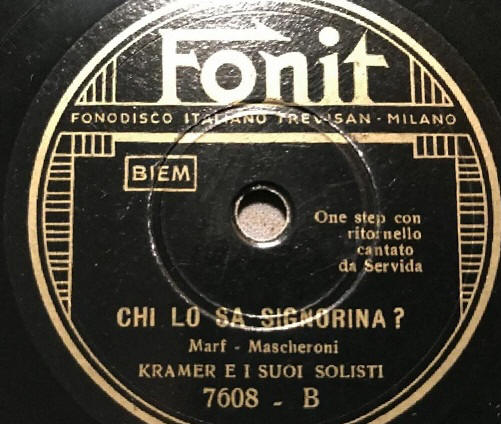 Fonit
FONODISCO ITALIANO TREVISAN - MILANO
BIEM
One step con
ritornello
cantato
da Servida
CHI LO SA SIGNORINA?
Marf - Mascheroni
KRAMER E I SUOI SOLISTI
7608 - B